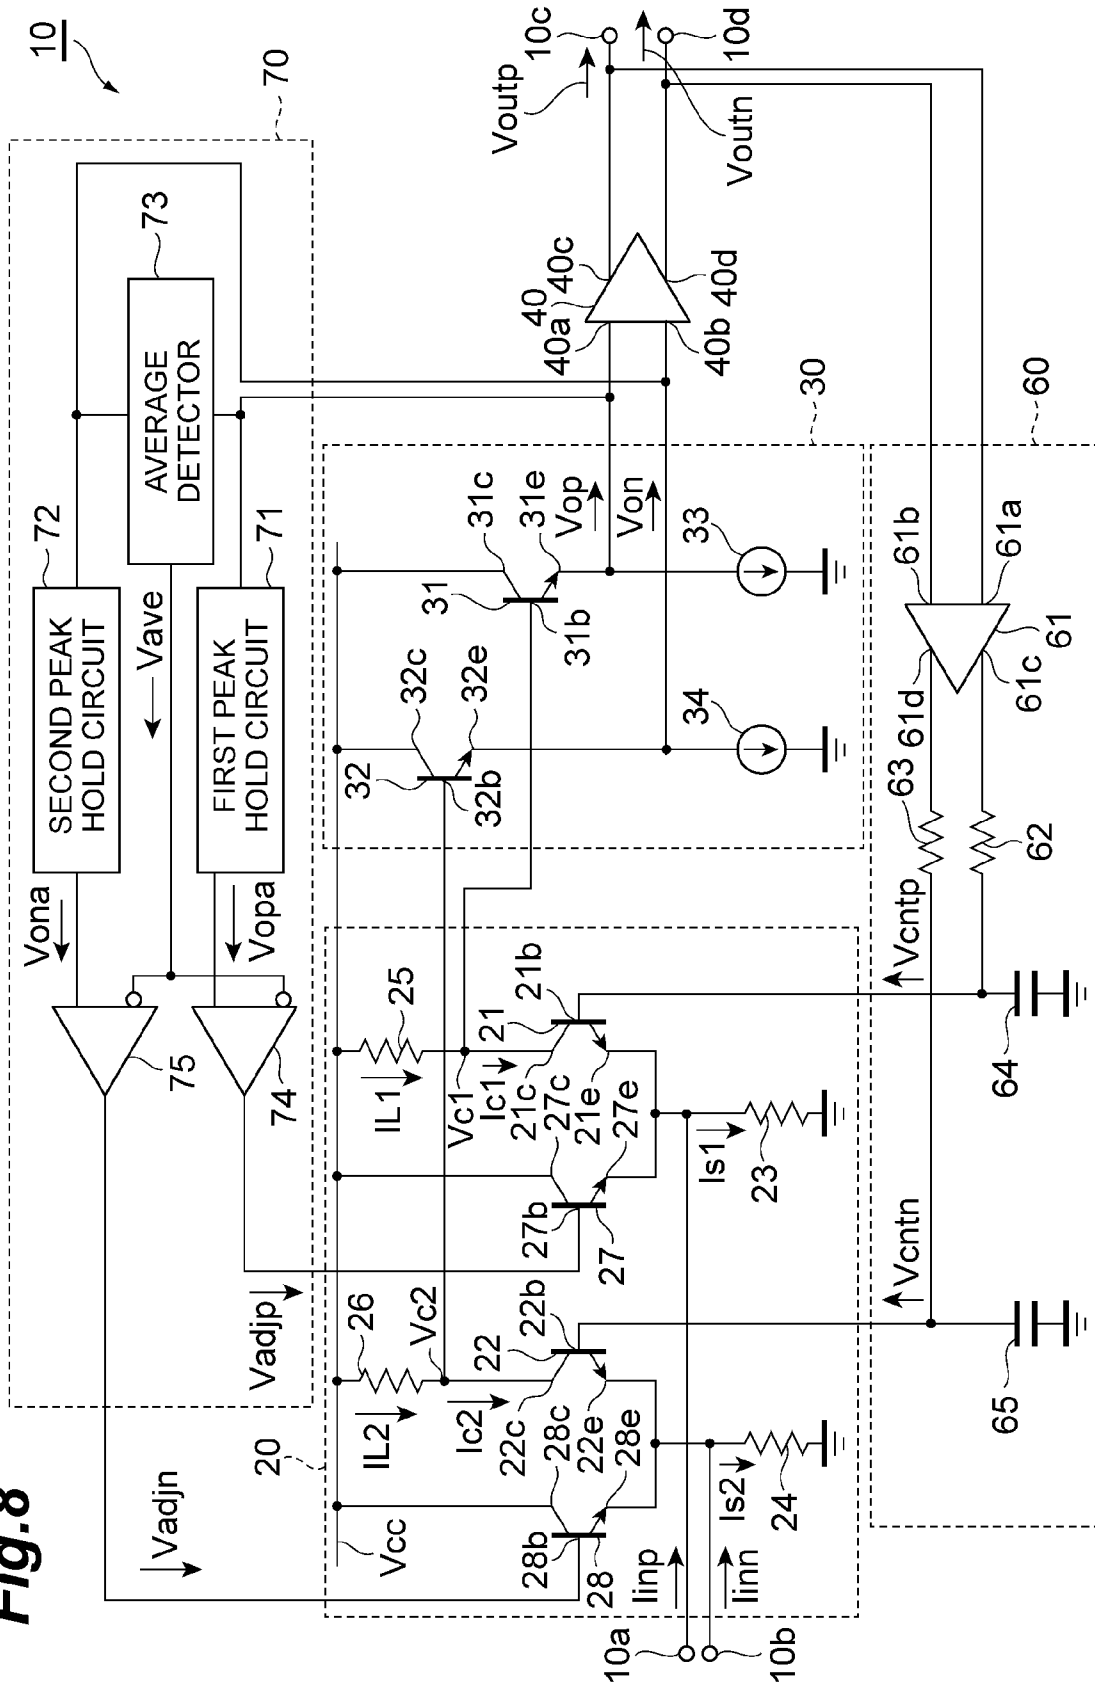 Fig.8
10
70
73
AVERAGE
DETECTOR
72
SECOND PEAK
HOLD CIRCUIT
71
FIRST PEAK
HOLD CIRCUIT
Vave
Vona
Vopa
75
74
Vadjn
Vadjp
20
Vcc
26
IL2
Vc2
Ic2
22
22b
22c
22e
28c
28e
28b
28
Is2
24
25
IL1
Vc1
Ic1
21
21b
21c
21e
27c
27e
27b
27
Is1
23
Iinp
Iinn
10a
10b
30
32
32c
32b
32e
34
31
31c
31b
31e
33
Vop
Von
40
40a
40b
40c
40d
Voutp
Voutn
10c
10d
60
61
61a
61b
61c
61d
63
62
Vcntp
Vcntn
64
65